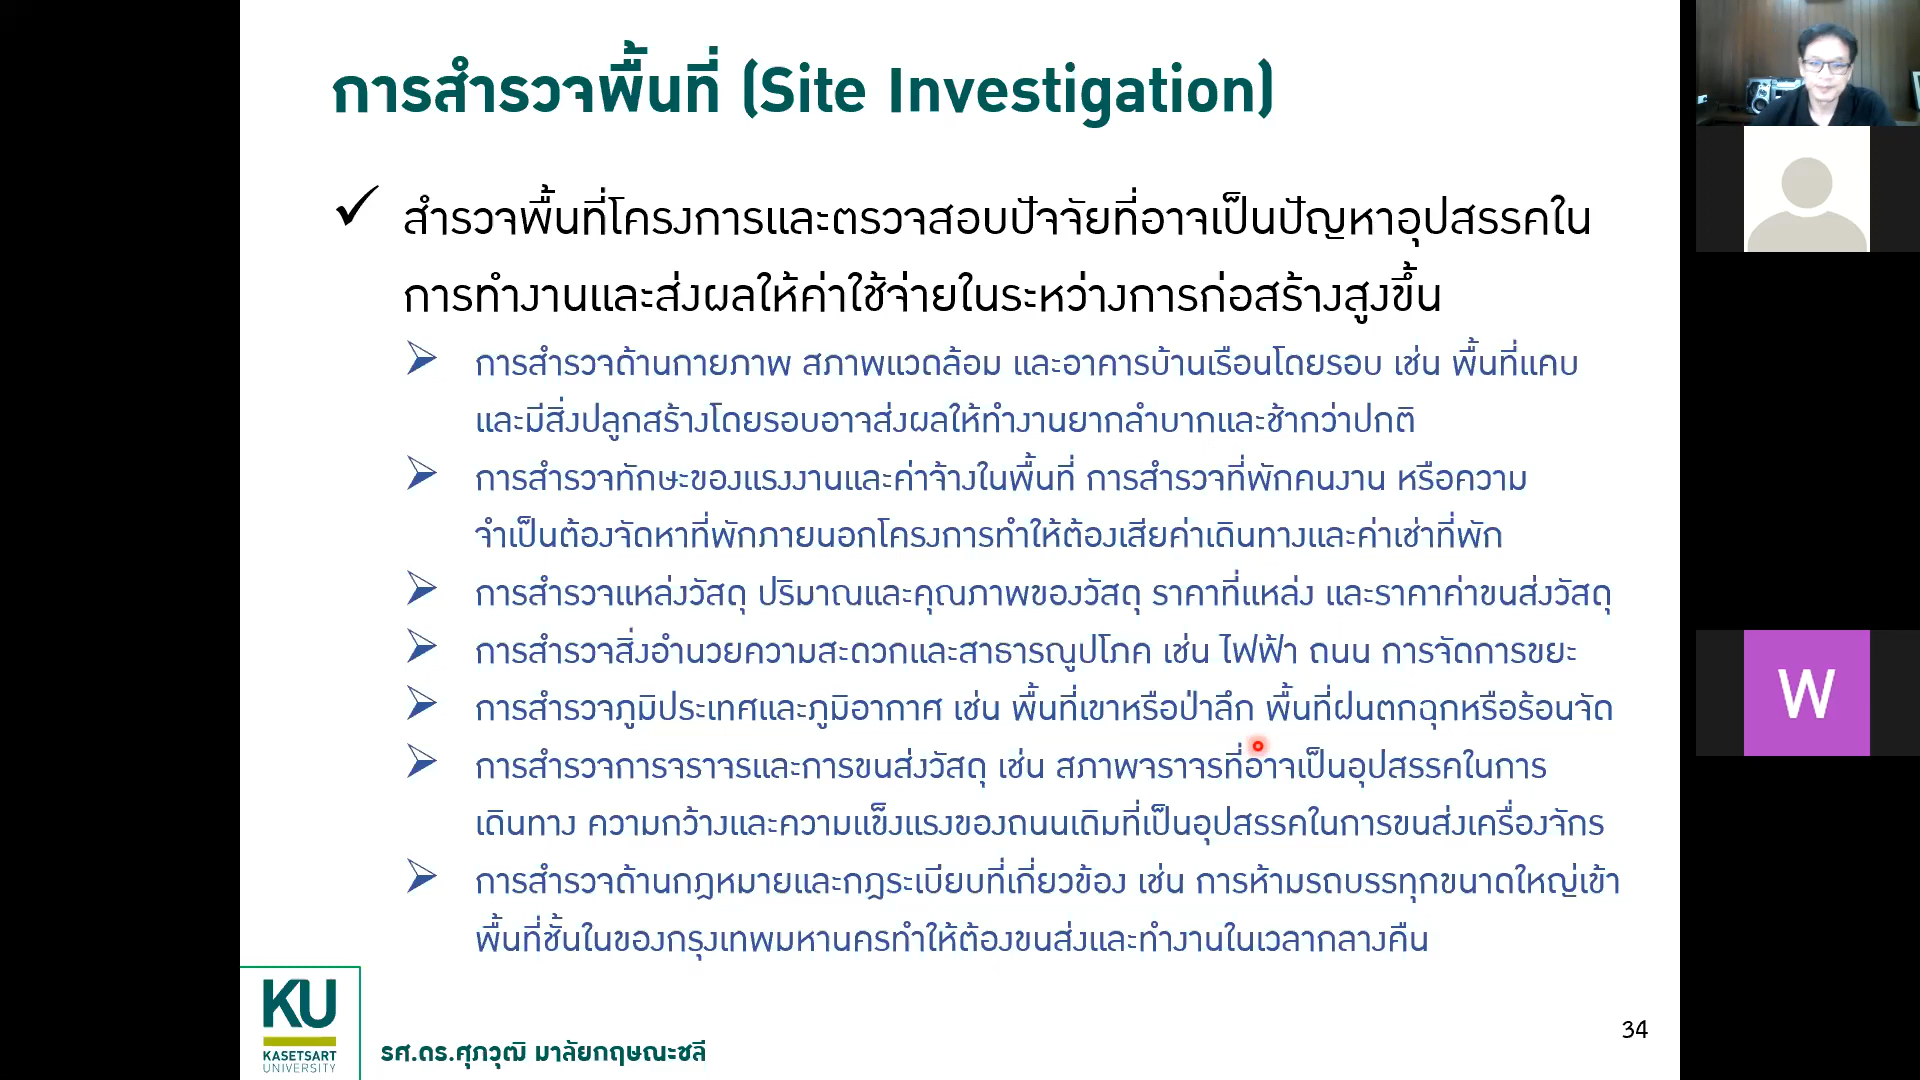 การสำรวจพื้นที่ (Site Investigation)
✓ สำรวจพื้นที่โครงการและตรวจสอบปัจจัยที่อาจเป็นปัญหาอุปสรรคใน
การทำงานและส่งผลให้ค่าใช้จ่ายในระหว่างการก่อสร้างสูงขึ้น
➢ การสำรวจด้านกายภาพ สภาพแวดล้อม และอาคารบ้านเรือนโดยรอบ เช่น พื้นที่แคบ
และมีสิ่งปลูกสร้างโดยรอบอาจส่งผลให้ทำงานยากลำบากและช้ากว่าปกติ
➢ การสำรวจทักษะของแรงงานและค่าจ้างในพื้นที่ การสำรวจที่พักคนงาน หรือความ
จำเป็นต้องจัดหาที่พักภายนอกโครงการทำให้ต้องเสียค่าเดินทางและค่าเช่าที่พัก
➢ การสำรวจแหล่งวัสดุ ปริมาณและคุณภาพของวัสดุ ราคาที่แหล่ง และราคาค่าขนส่งวัสดุ
➢ การสำรวจสิ่งอำนวยความสะดวกและสาธารณูปโภค เช่น ไฟฟ้า ถนน การจัดการขยะ
➢ การสำรวจภูมิประเทศและภูมิอากาศ เช่น พื้นที่เขาหรือป่าลึก พื้นที่ฝนตกฉุกหรือร้อนจัด
➢ การสำรวจการจราจรและการขนส่งวัสดุ เช่น สภาพจราจรที่อาจเป็นอุปสรรคในการ
เดินทาง ความกว้างและความแข็งแรงของถนนเดิมที่เป็นอุปสรรคในการขนส่งเครื่องจักร
➢ การสำรวจด้านกฎหมายและกฎระเบียบที่เกี่ยวข้อง เช่น การห้ามรถบรรทุกขนาดใหญ่เข้า
พื้นที่ชั้นในของกรุงเทพมหานครทำให้ต้องขนส่งและทำงานในเวลากลางคืน
KU
KASETSART
UNIVERSITY
รศ.ดร.ศุภวุฒิ มาลัยกฤษณะชลี
34
W